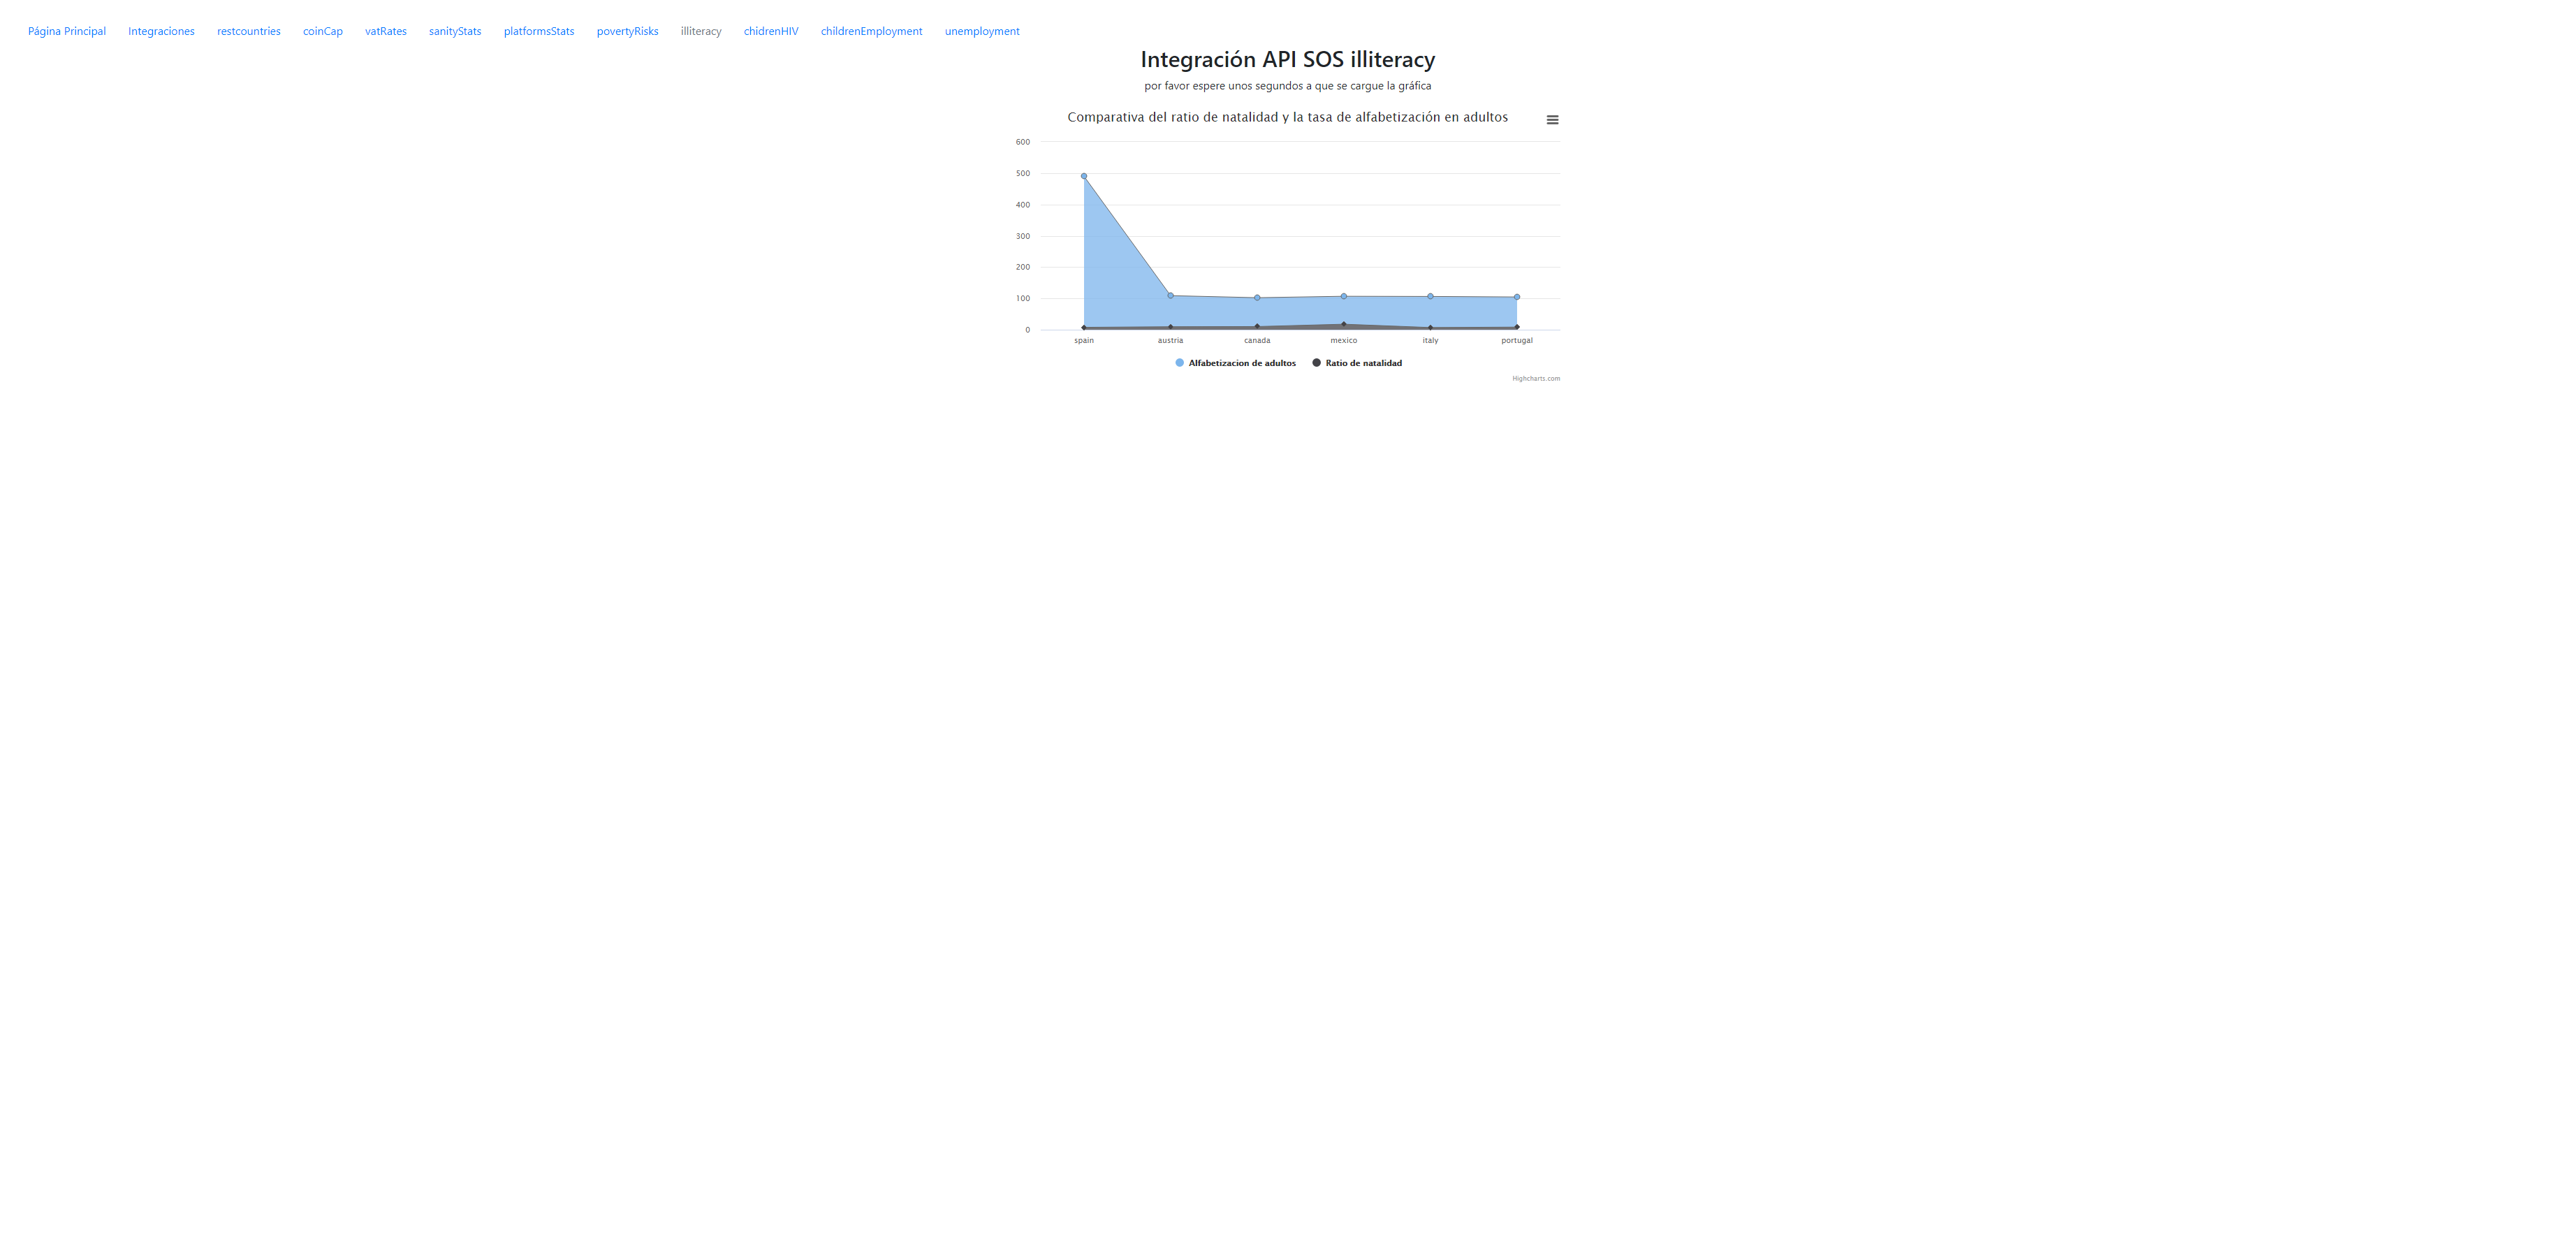 Página Principal Integraciones restcountries coinCap vatRates sanityStats platformsStats povertyRisks illiteracy chidrenHIV childrenEmployment unemployment
Integración API SOS illiteracy
por favor espere unos segundos a que se cargue la gráfica
Comparativa del ratio de natalidad y la tasa de alfabetización en adultos
600
500
400
300
200
100
0
spain austria canada mexico italy portugal
Alfabetizacion de adultos Ratio de natalidad
Highcharts.com